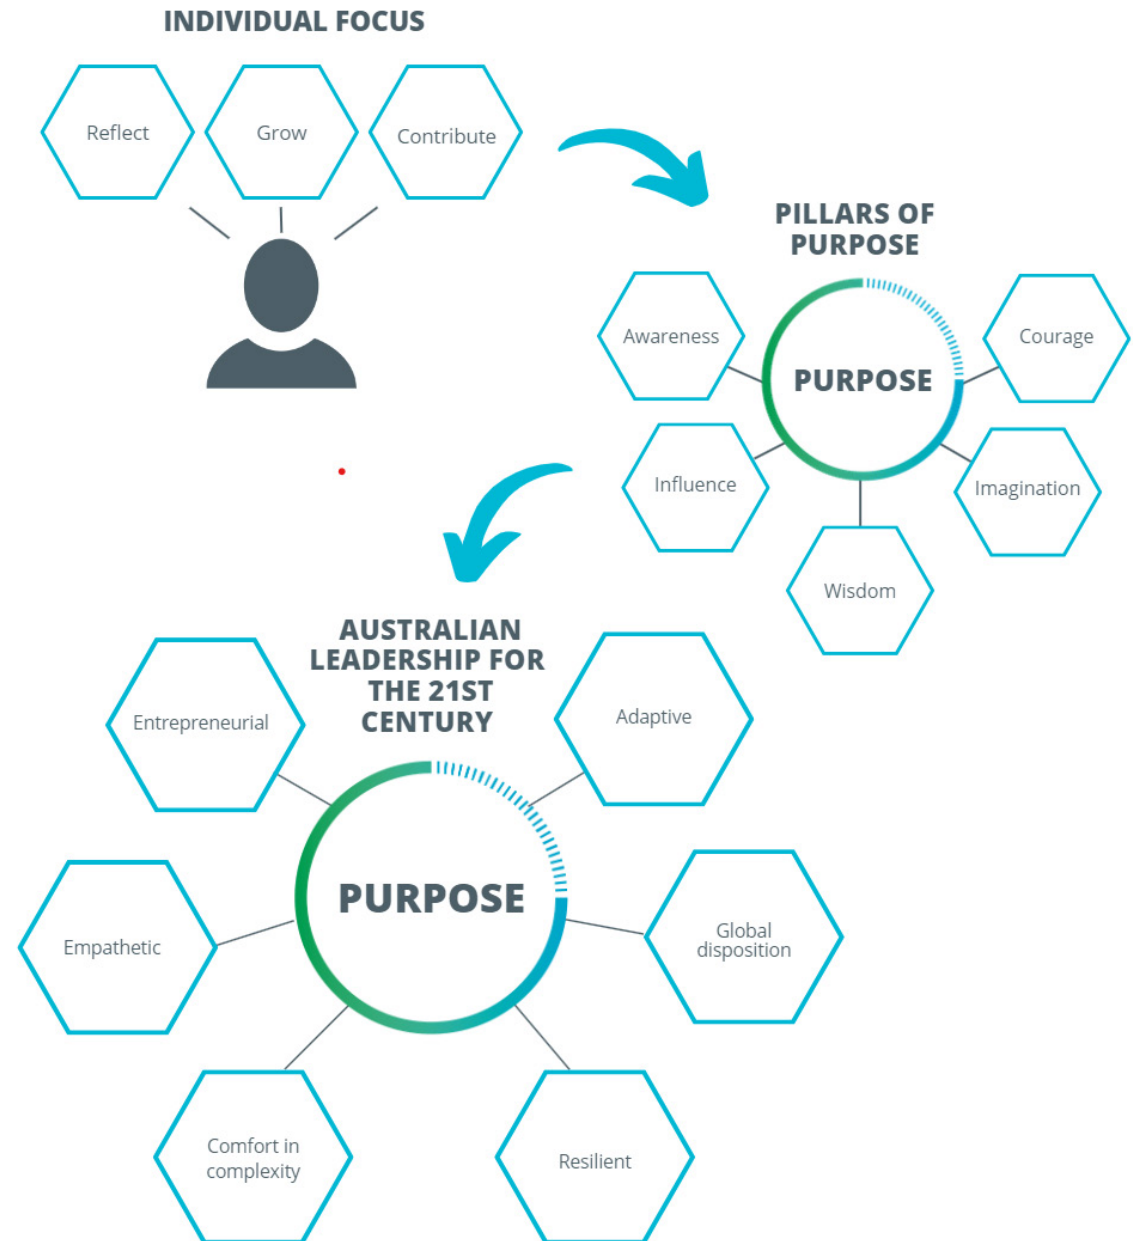 INDIVIDUAL FOCUS
Reflect
Grow
Contribute
PILLARS OF
PURPOSE
Awareness
PURPOSE
Courage
Influence
Imagination
Wisdom
AUSTRALIAN
LEADERSHIP FOR
THE 21ST
CENTURY
Entrepreneurial
Adaptive
PURPOSE
Empathetic
Global
disposition
Comfort in
complexity
Resilient